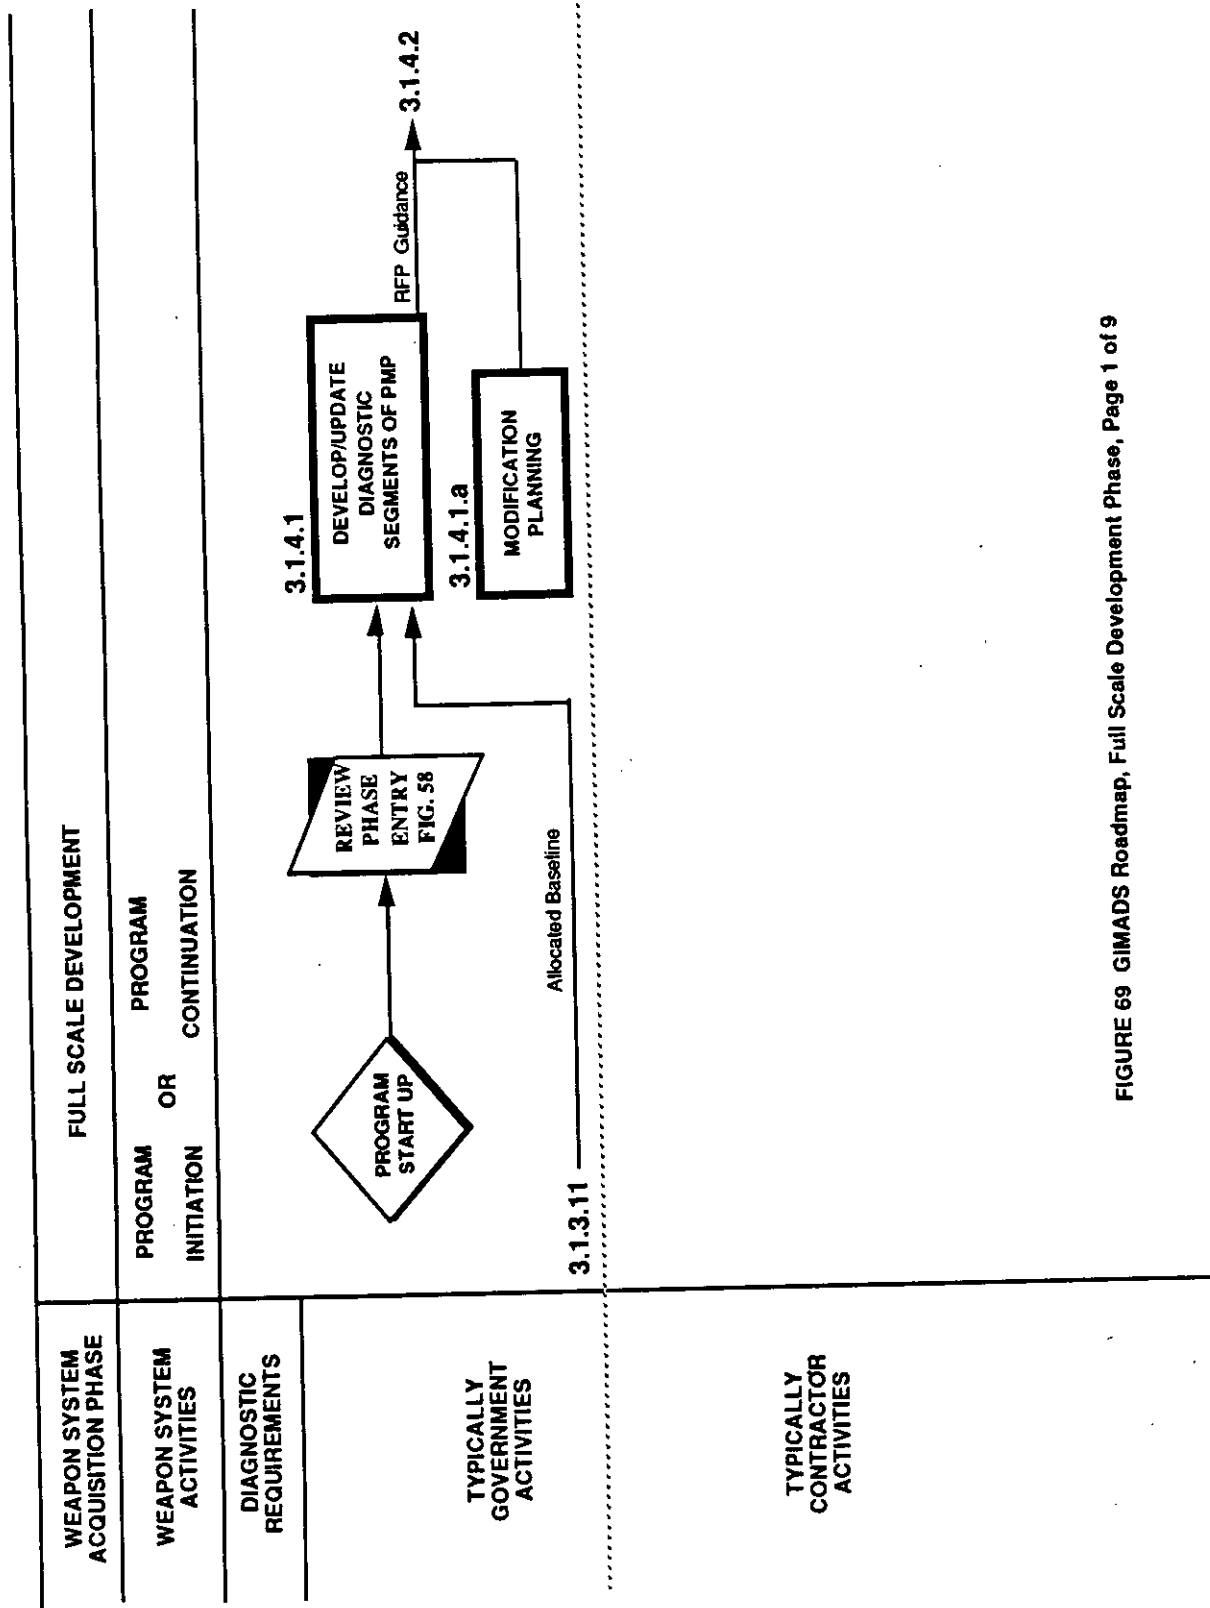 WEAPON SYSTEM
ACQUISITION PHASE
FULL SCALE DEVELOPMENT
WEAPON SYSTEM
ACTIVITIES
PROGRAM PROGRAM
OR
INITIATION CONTINUATION
DIAGNOSTIC
REQUIREMENTS
TYPICALLY
GOVERNMENT
ACTIVITIES
PROGRAM
START UP
REVIEW
PHASE
ENTRY
FIG. 58
3.1.4.1
DEVELOP/UPDATE
DIAGNOSTIC
SEGMENTS OF PMP
RFP Guidance
3.1.4.2
3.1.4.1.a
MODIFICATION
PLANNING
Allocated Baseline
3.1.3.11
TYPICALLY
CONTRACTOR
ACTIVITIES
FIGURE 69 GIMADS Roadmap, Full Scale Development Phase, Page 1 of 9